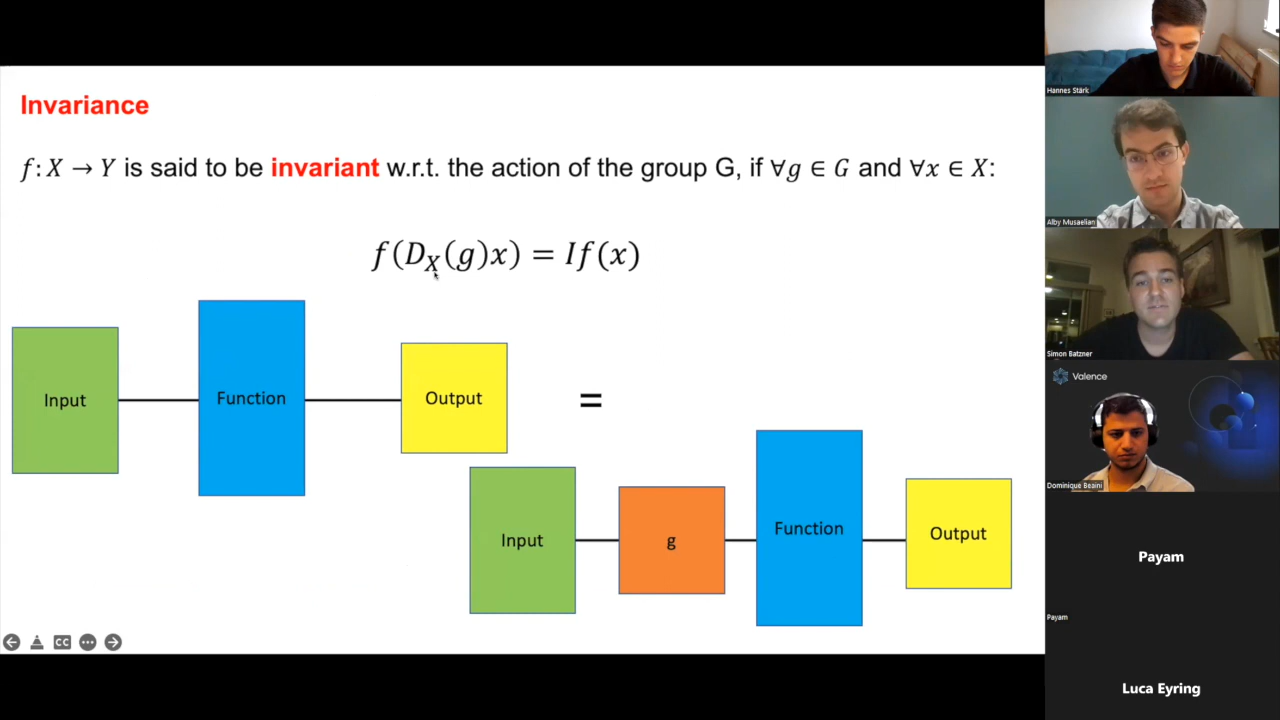 Invariance
f: X → Y is said to be invariant w.r.t. the action of the group G, if ∀g ∈ G and ∀x ∈ X:
f(D_X(g)x) = If(x)
Input
Function
Output
=
Input
g
Function
Output
CC
Hannes Stärk
Alby Musaelian
Simon Batzner
Valence
Dominique Beaini
Payam
Payam
Luca Eyring